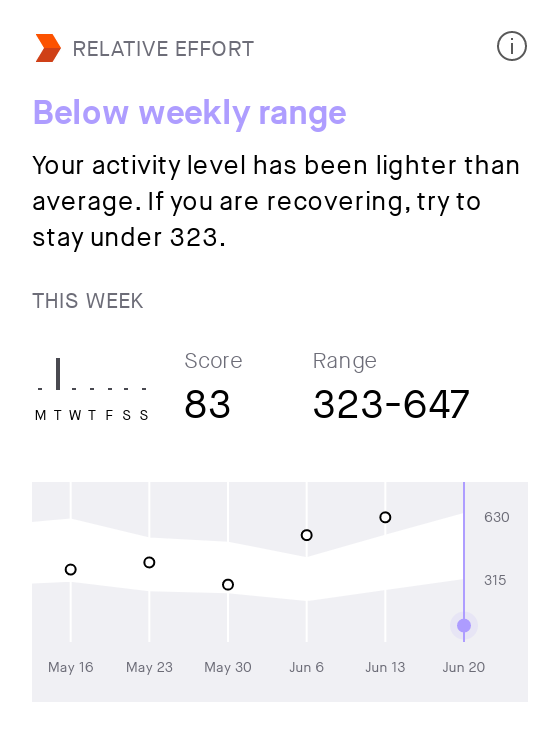 RELATIVE EFFORT
Below weekly range
Your activity level has been lighter than
average. If you are recovering, try to
stay under 323.
THIS WEEK
Score Range
83 323-647
M T W T F S S
630
315
May 16 May 23 May 30 Jun 6 Jun 13 Jun 20